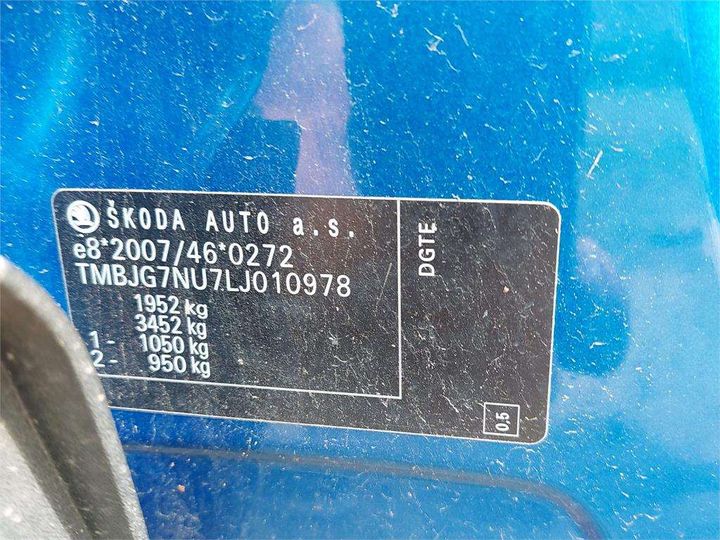 ŠKODA AUTO a.s.
e8*2007/46*0272
TMBJG7NU7LJ010978
1952 kg
3452 kg
1- 1050 kg
2- 950 kg
DGTE
0.5